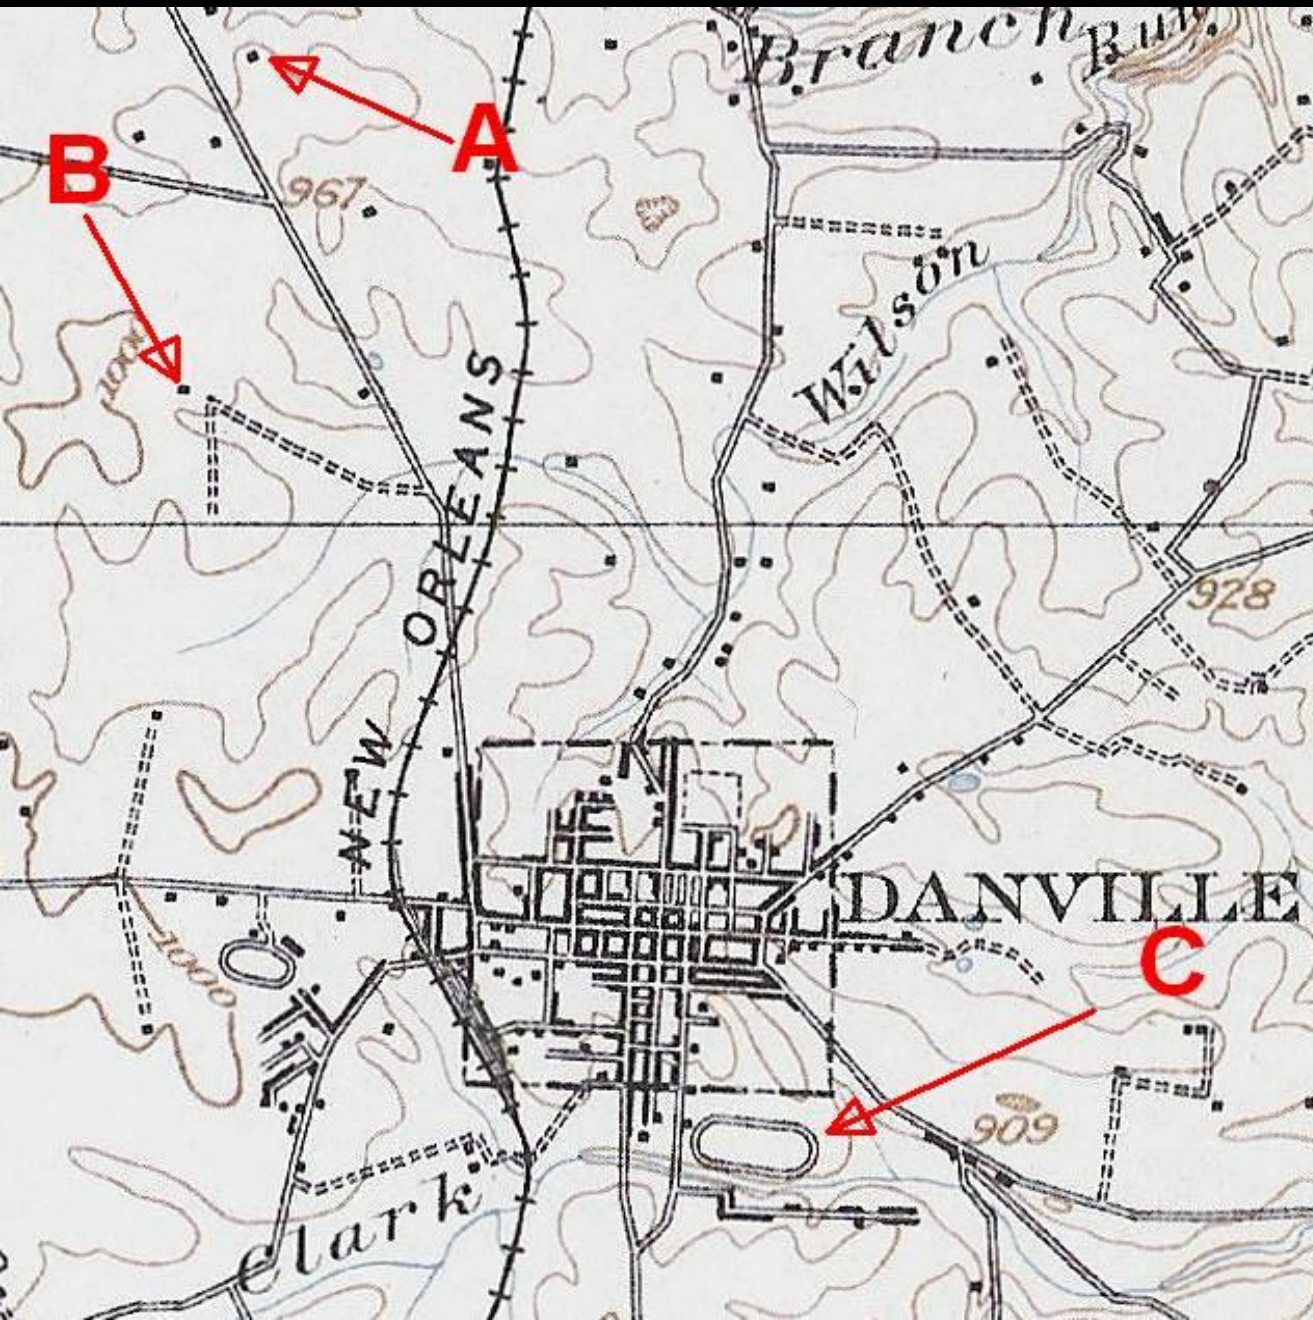 Branch
Run
A
B
967
Wilson
1000
NEW ORLEANS
928
DANVILLE
C
1000
909
Clark